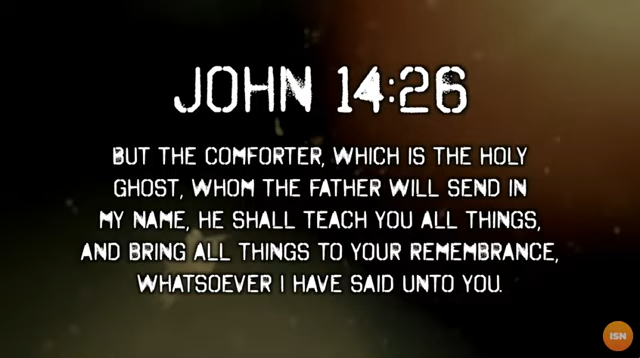 JOHN 14:26
BUT THE COMFORTER, WHICH IS THE HOLY
GHOST, WHOM THE FATHER WILL SEND IN
MY NAME, HE SHALL TEACH YOU ALL THINGS,
AND BRING ALL THINGS TO YOUR REMEMBRANCE,
WHATSOEVER I HAVE SAID UNTO YOU.
ISN